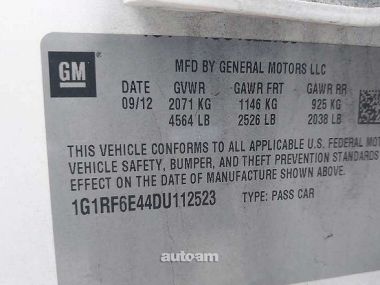 GM
MFD BY GENERAL MOTORS LLC
DATE GVWR GAWR FRT GAWR RR
09/12 2071 KG 1146 KG 925 KG
4564 LB 2526 LB 2038 LB
THIS VEHICLE CONFORMS TO ALL APPLICABLE U.S. FEDERAL MOTOR
VEHICLE SAFETY, BUMPER, AND THEFT PREVENTION STANDARDS
EFFECT ON THE DATE OF MANUFACTURE SHOWN ABOVE.
1G1RF6E44DU112523 TYPE: PASS CAR
autoam